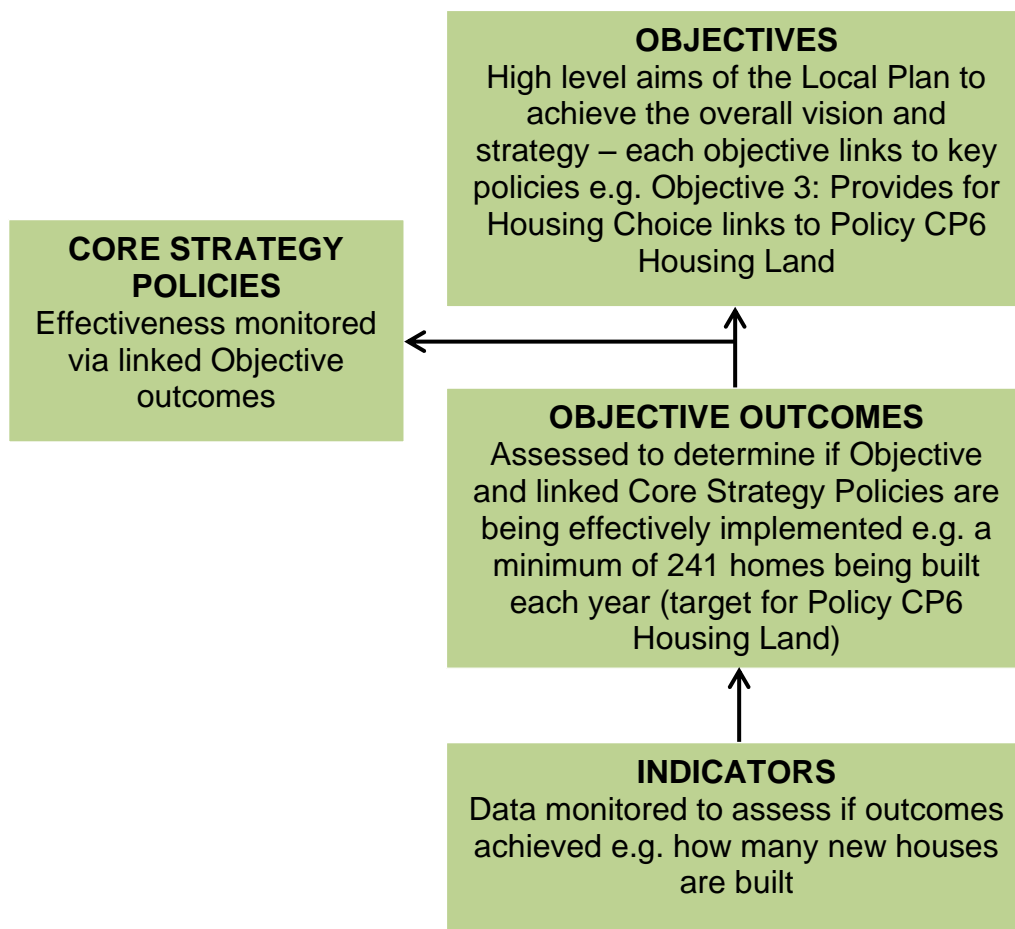 OBJECTIVES
High level aims of the Local Plan to
achieve the overall vision and
strategy – each objective links to key
policies e.g. Objective 3: Provides for
Housing Choice links to Policy CP6
Housing Land
CORE STRATEGY
POLICIES
Effectiveness monitored
via linked Objective
outcomes
OBJECTIVE OUTCOMES
Assessed to determine if Objective
and linked Core Strategy Policies are
being effectively implemented e.g. a
minimum of 241 homes being built
each year (target for Policy CP6
Housing Land)
INDICATORS
Data monitored to assess if outcomes
achieved e.g. how many new houses
are built